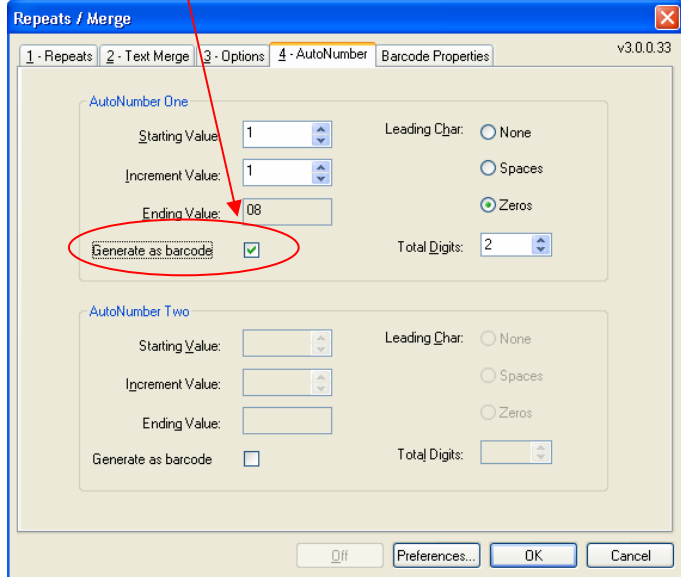 Repeats / Merge
1 - Repeats 2 - Text Merge 3 - Options 4 - AutoNumber Barcode Properties v3.0.0.33
AutoNumber One
Starting Value: 1 Leading Char: None
Increment Value: 1 Spaces
Ending Value: 08 Zeros
Generate as barcode Total Digits: 2
AutoNumber Two
Starting Value: Leading Char: None
Increment Value: Spaces
Ending Value: Zeros
Generate as barcode Total Digits:
Off Preferences... OK Cancel